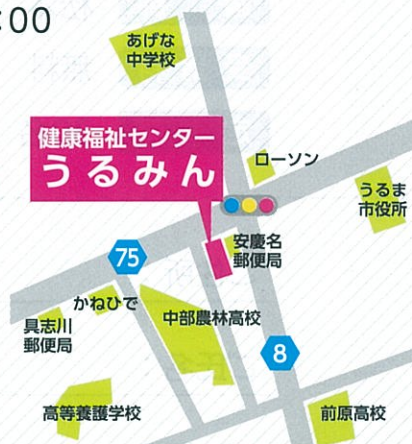 :00
あげな
中学校
健康福祉センター
うるみん
ローソン
うるま
市役所
安慶名
郵便局
75
かねひで
中部農林高校
具志川
郵便局
8
高等養護学校
前原高校